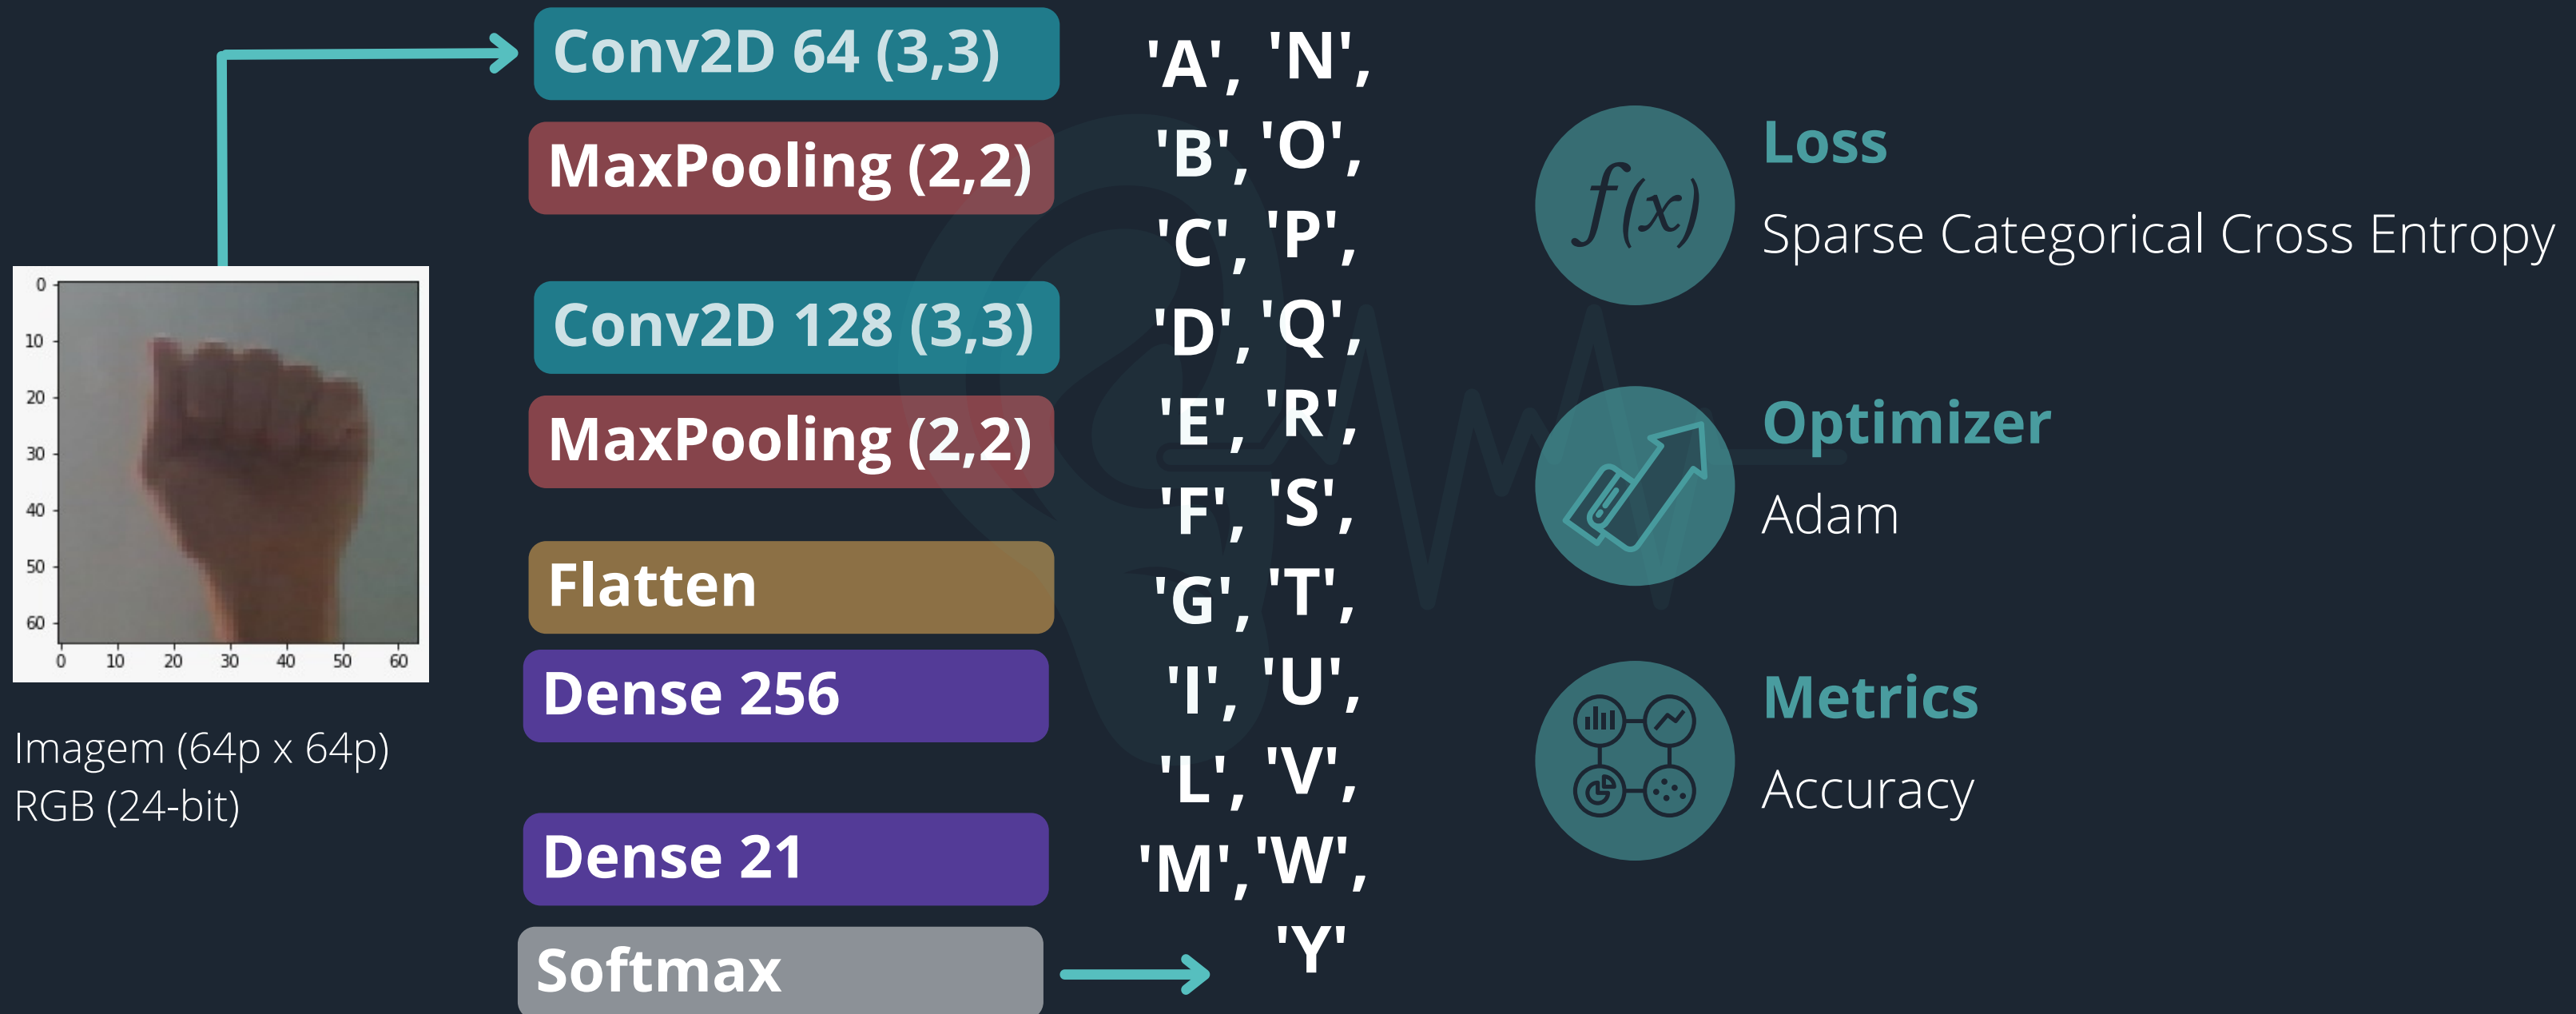 Conv2D 64 (3,3)
MaxPooling (2,2)
Conv2D 128 (3,3)
MaxPooling (2,2)
Flatten
Dense 256
Dense 21
Softmax
0
10
20
30
40
50
60
0 10 20 30 40 50 60
Imagem (64p x 64p)
RGB (24-bit)
'A', 'N',
'B', 'O',
'C', 'P',
'D', 'Q',
'E', 'R',
'F', 'S',
'G', 'T',
'I', 'U',
'L', 'V',
'M', 'W',
'Y'
f(x)
Loss
Sparse Categorical Cross Entropy
Optimizer
Adam
Metrics
Accuracy